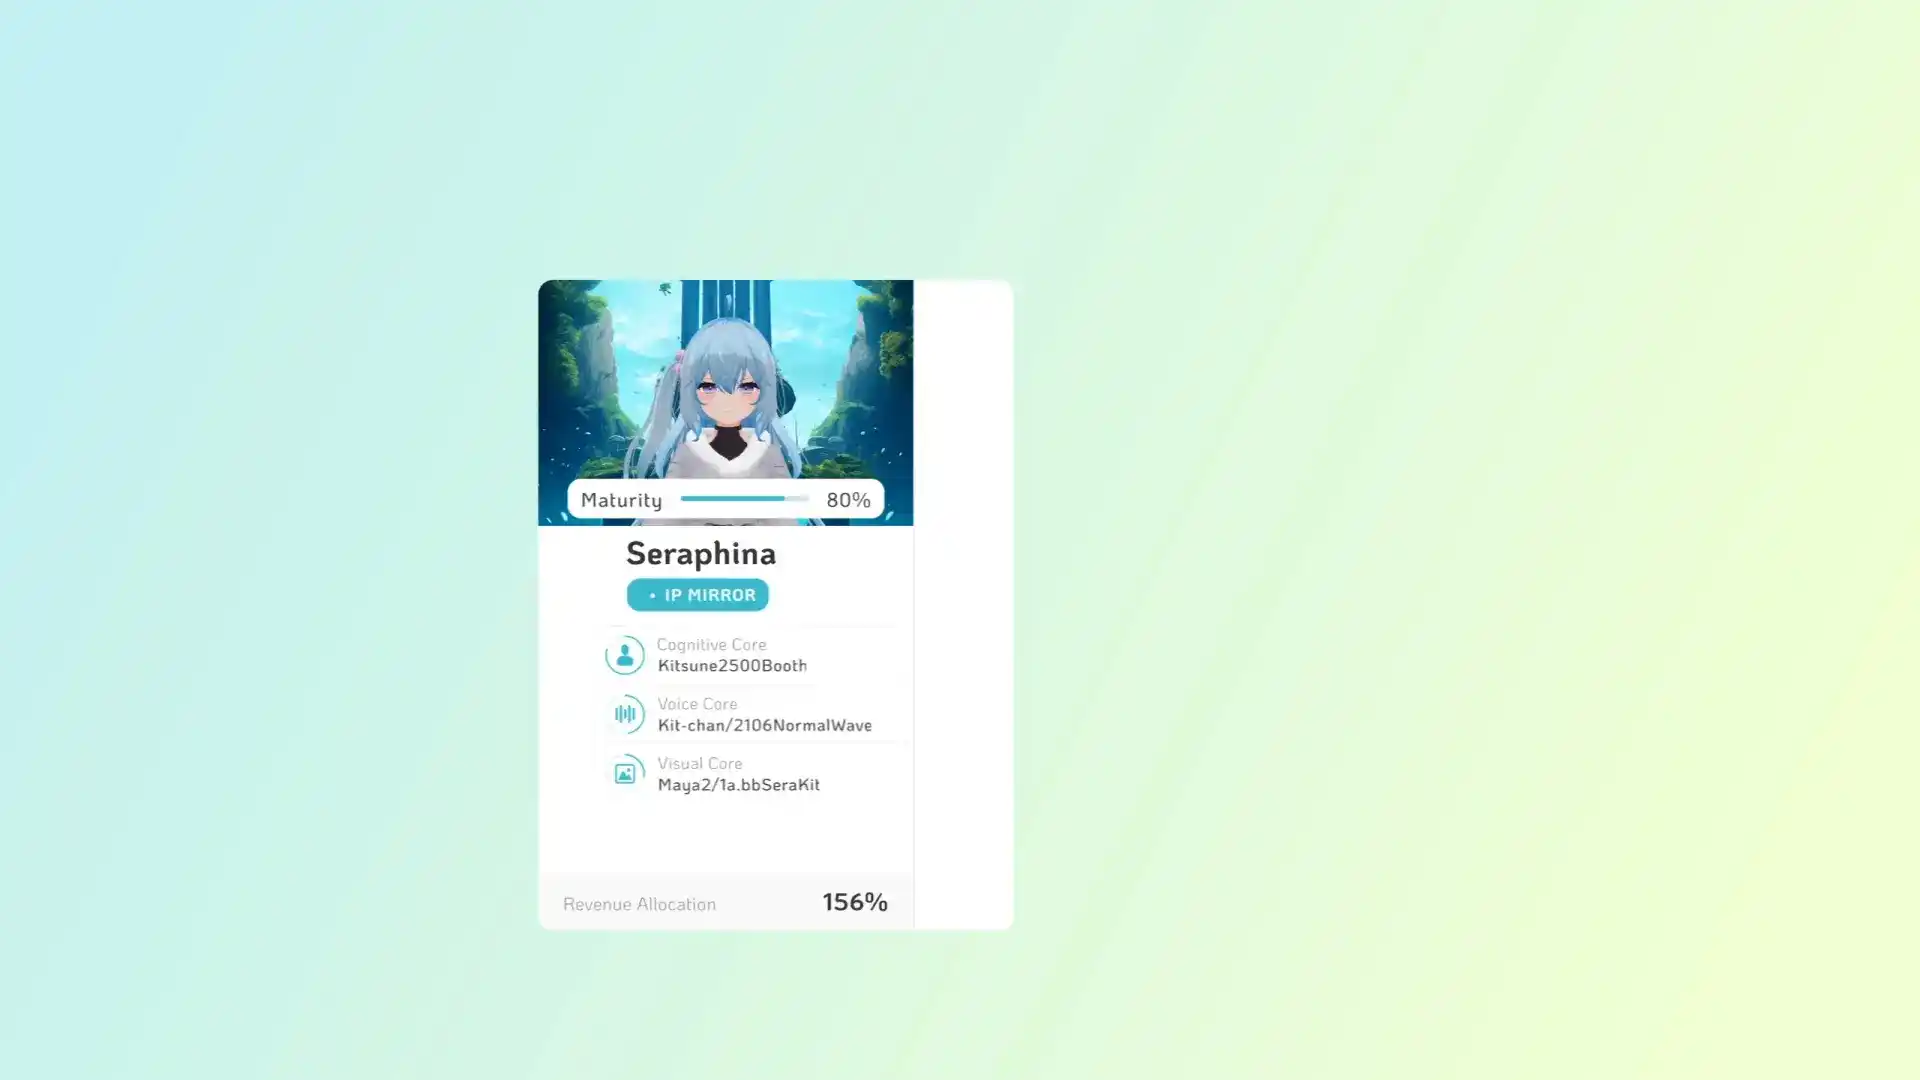 Maturity 80%
Seraphina
• IP MIRROR
Cognitive Core
Kitsune2500Booth
Voice Core
Kit-chan/2106NormalWave
Visual Core
Maya2/1a.bbSeraKit
Revenue Allocation 156%